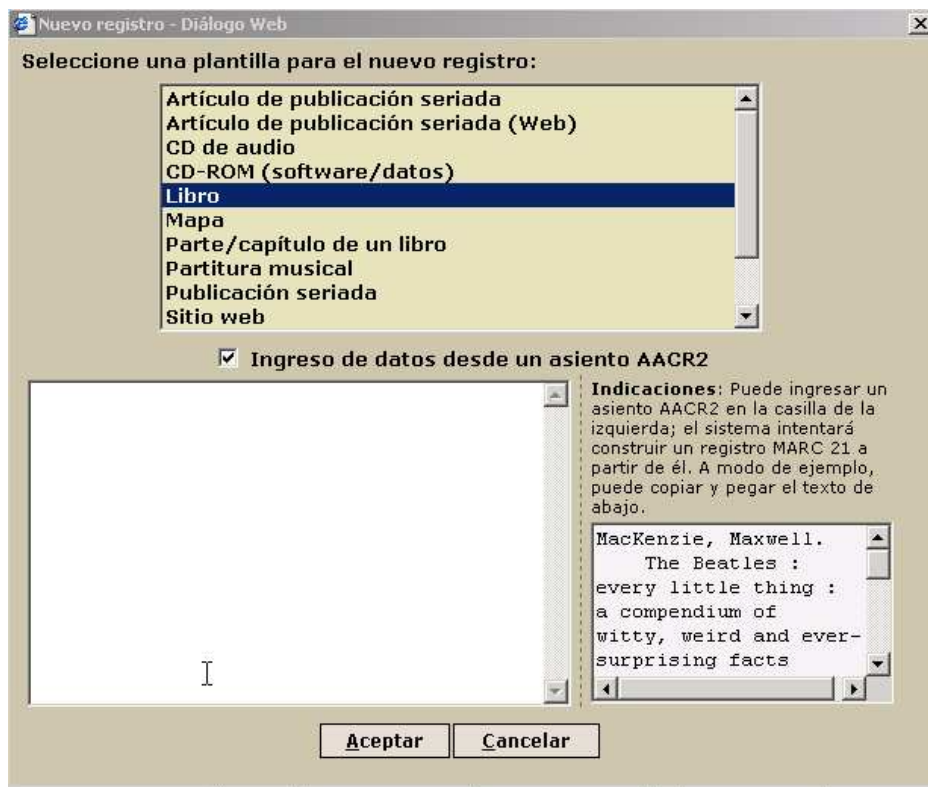 Nuevo registro - Diálogo Web
Seleccione una plantilla para el nuevo registro:
Artículo de publicación seriada
Artículo de publicación seriada (Web)
CD de audio
CD-ROM (software/datos)
Libro
Mapa
Parte/capítulo de un libro
Partitura musical
Publicación seriada
Sitio web
Ingreso de datos desde un asiento AACR2
Indicaciones: Puede ingresar un
asiento AACR2 en la casilla de la
izquierda; el sistema intentará
construir un registro MARC 21 a
partir de él. A modo de ejemplo,
puede copiar y pegar el texto de
abajo.
MacKenzie, Maxwell.
The Beatles :
every little thing :
a compendium of
witty, weird and ever-
surprising facts
Aceptar
Cancelar